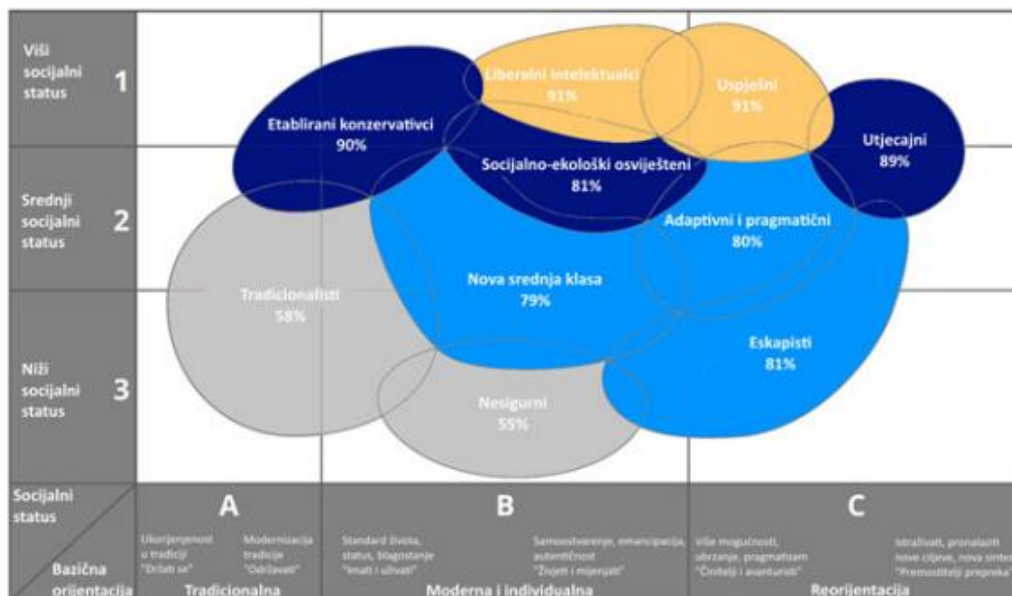 Viši
socijalni
status
1
Srednji
socijalni
status
2
Niži
socijalni
status
3
Liberalni intelektualci
91%
Uspješni
91%
Etablirani konzervativci
90%
Utjecajni
89%
Socijalno-ekološki osviješteni
81%
Adaptivni i pragmatični
80%
Tradicionalisti
58%
Nova srednja klasa
79%
Eskapisti
81%
Nesigurni
55%
Socijalni
status
Bazična
orijentacija
A
Ukorijenjenost
u tradiciji
"Držati se"
Modernizacija
tradicije
"Održavati"
Tradicionalna
B
Standard života,
status, blagostanje
"Imati i uživati"
Samoostvarenje, emancipacija,
autentičnost
"Živjeti i mijenjati"
Moderna i individualna
C
Više mogućnosti,
ubrzanje, pragmatizam
"Činitelji i avanturisti"
Istraživati, pronalaziti
nove ciljeve, nova
"Premostitelji prepreka"
Reorijentacija